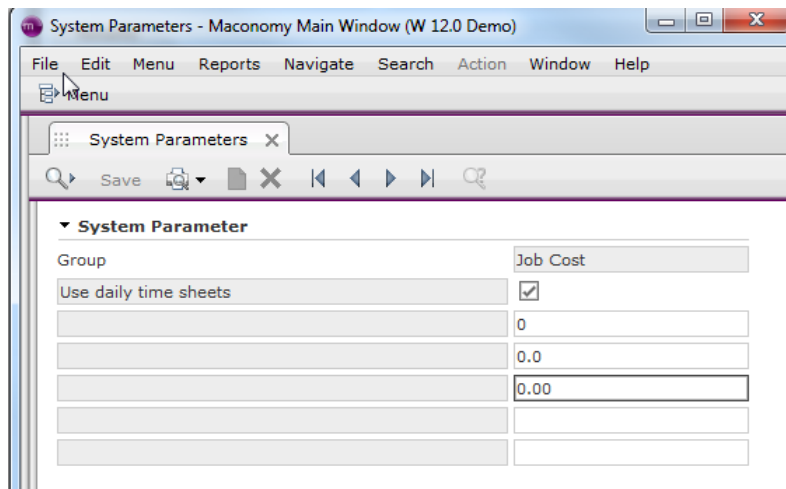 System Parameters - Maconomy Main Window (W 12.0 Demo)
File Edit Menu Reports Navigate Search Action Window Help
Menu
System Parameters
Save
System Parameter
Group Job Cost
Use daily time sheets
0
0.0
0.00